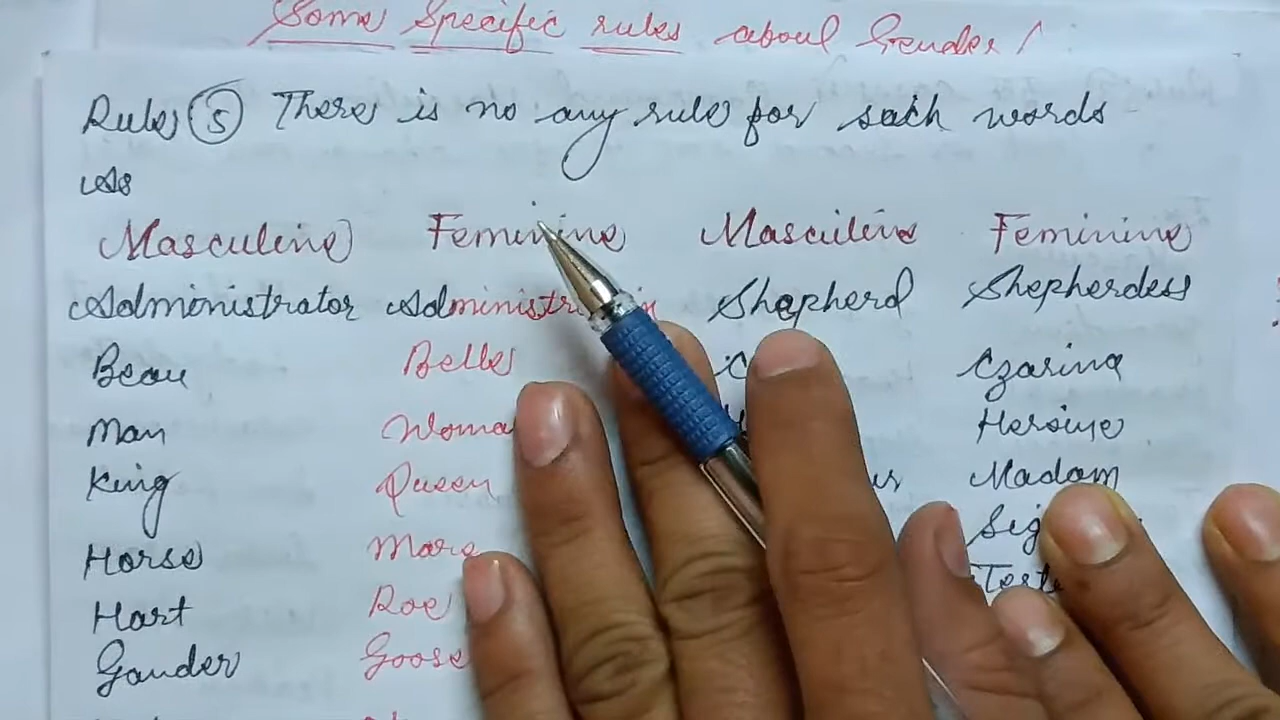 Some Specific rules about Gender!
Rule 5 There is no any rule for such words
as
Masculine Feminine Masculine Feminine
Administrator Shepherd Shepherdess
Beau Belle Czarina
Man Heroine
King Queen Madam
Horse Mare
Hart Roe
Gander Goose